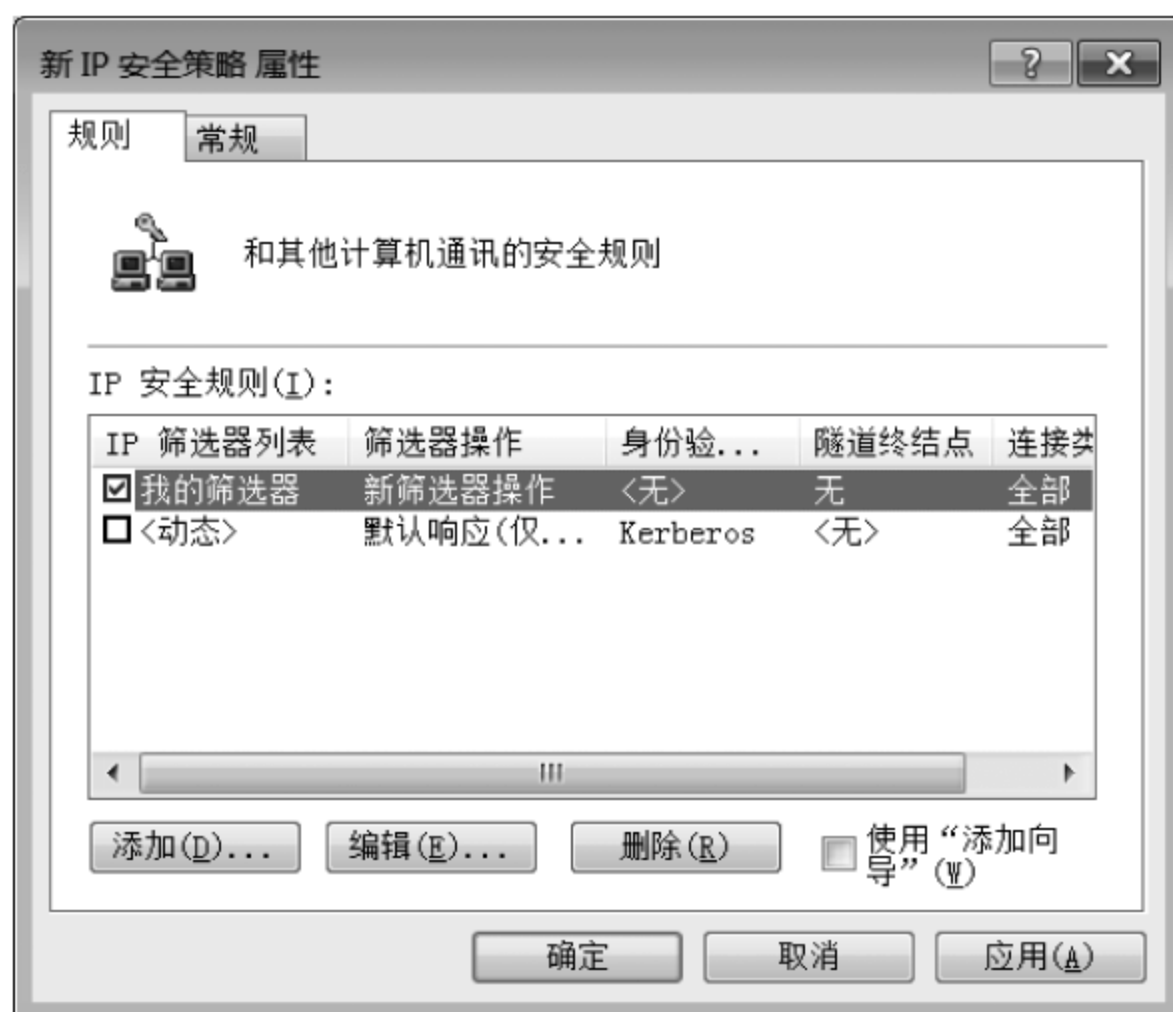 新 IP 安全策略 属性
规则 常规
和其他计算机通讯的安全规则
IP 安全规则(I):
IP 筛选器列表 筛选器操作 身份验... 隧道终结点 连接类
我的筛选器 新筛选器操作 <无> 无 全部
<动态> 默认响应(仅... Kerberos <无> 全部
添加(D)... 编辑(E)... 删除(R) 使用“添加向
导”(W)
确定 取消 应用(A)